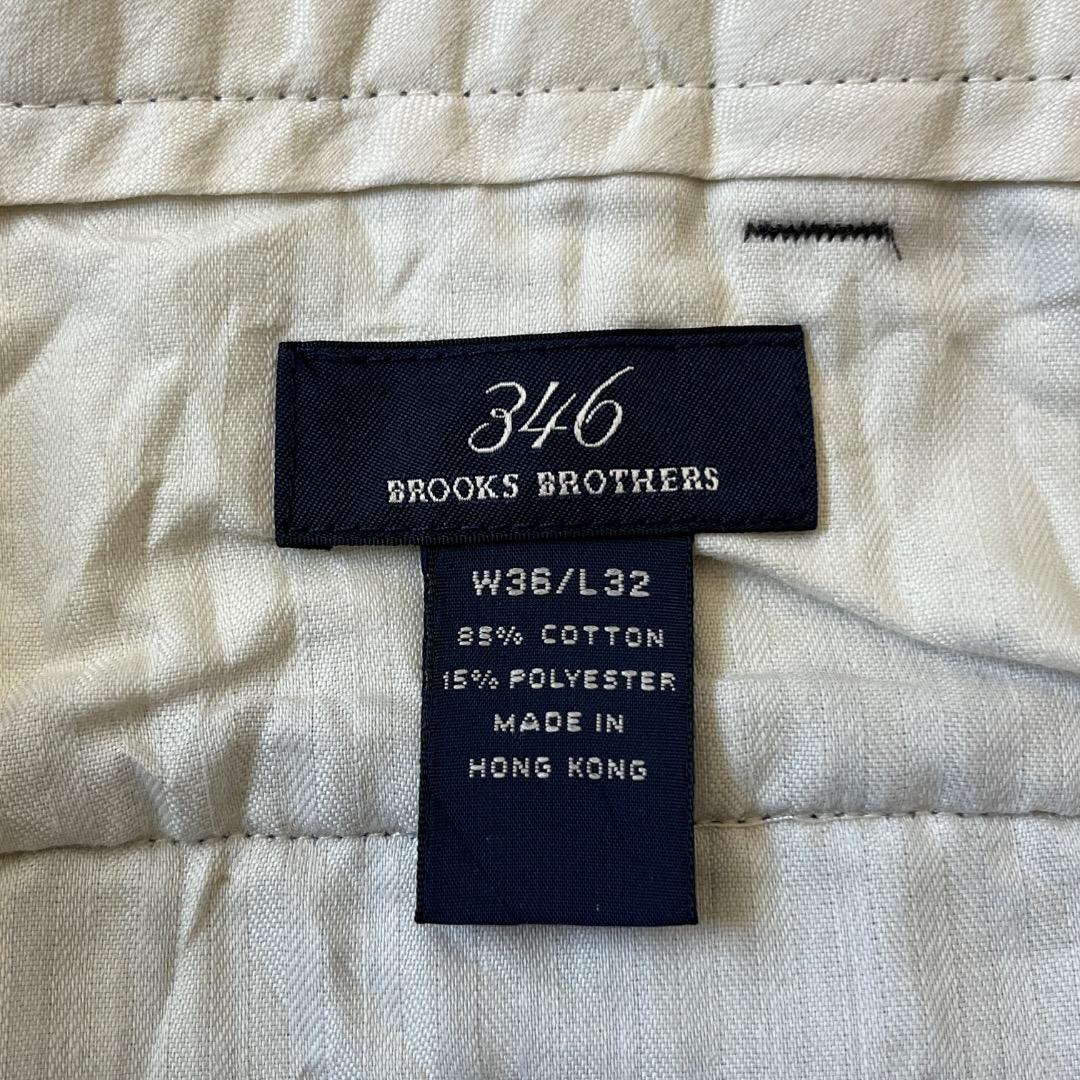 346
BROOKS BROTHERS
W36/L32
85% COTTON
15% POLYESTER
MADE IN
HONG KONG